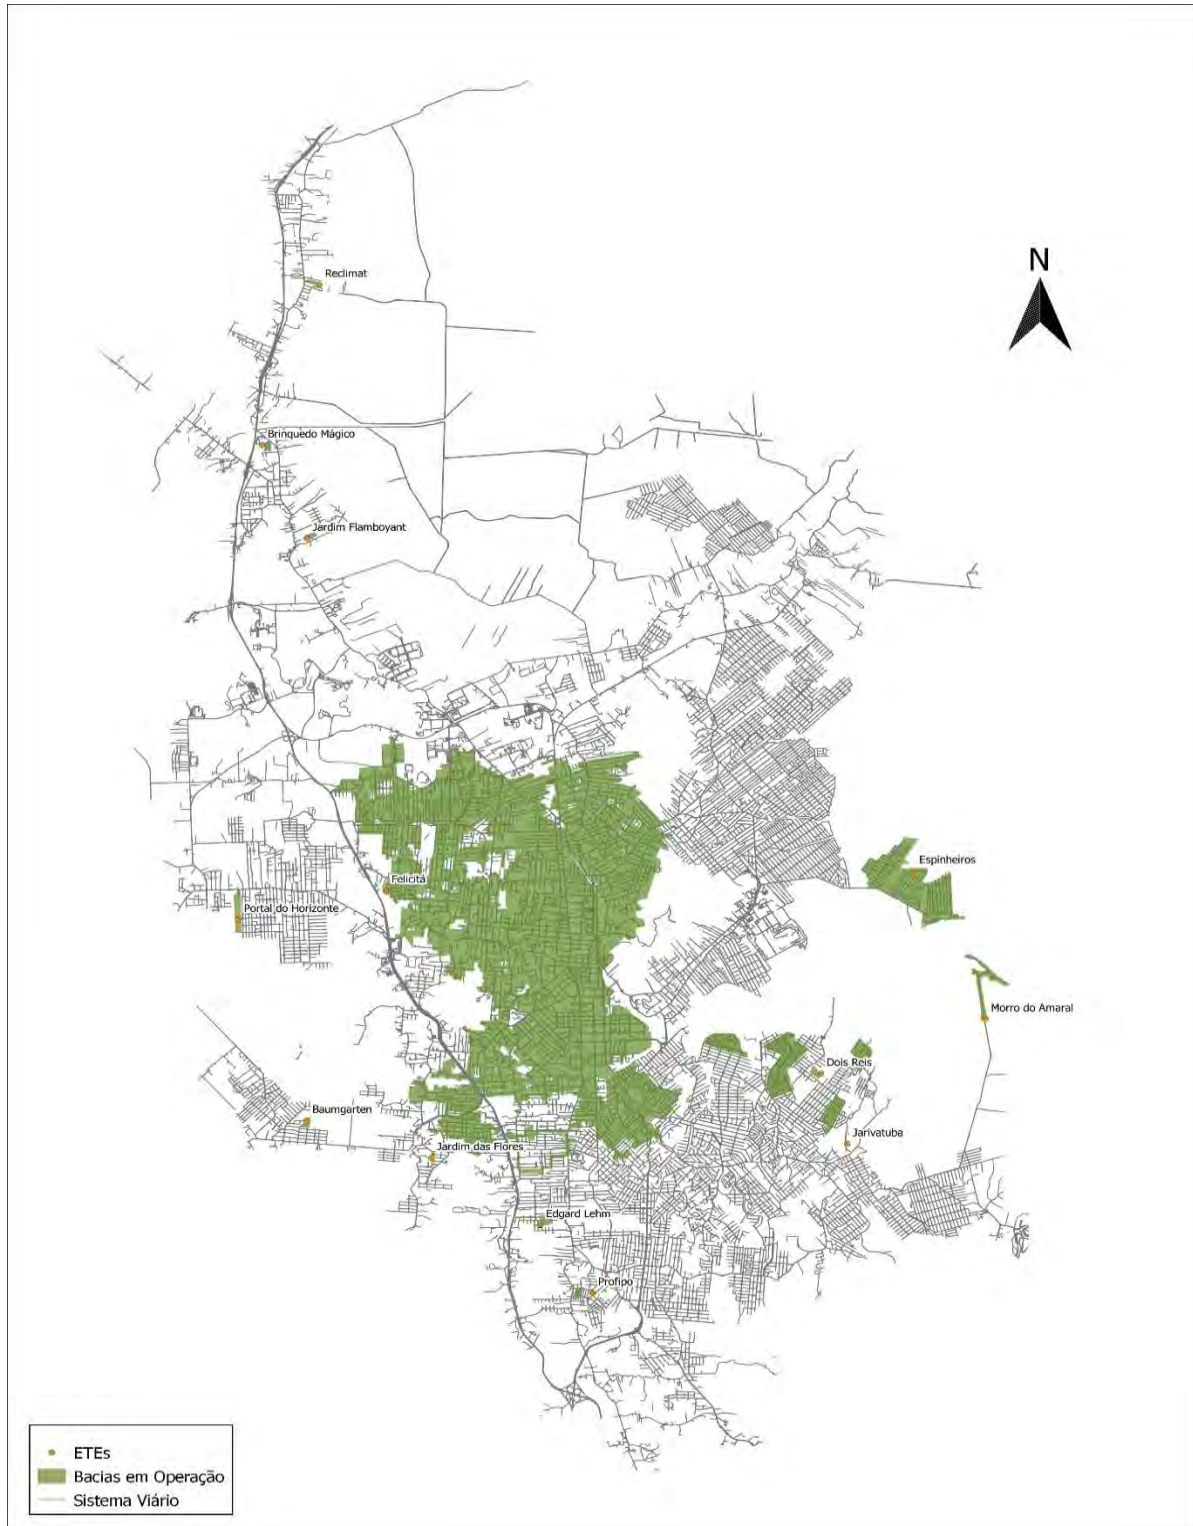 N
Reclimat
Brinquedo Mágico
Jardim Flamboyant
Espinheiros
Felicitá
Portal do Horizonte
Morro do Amaral
Dois Reis
Baumgarten
Jarivatuba
Jardim das Flores
Edgard Lehm
Profipo
ETEs
Bacias em Operação
Sistema Viário